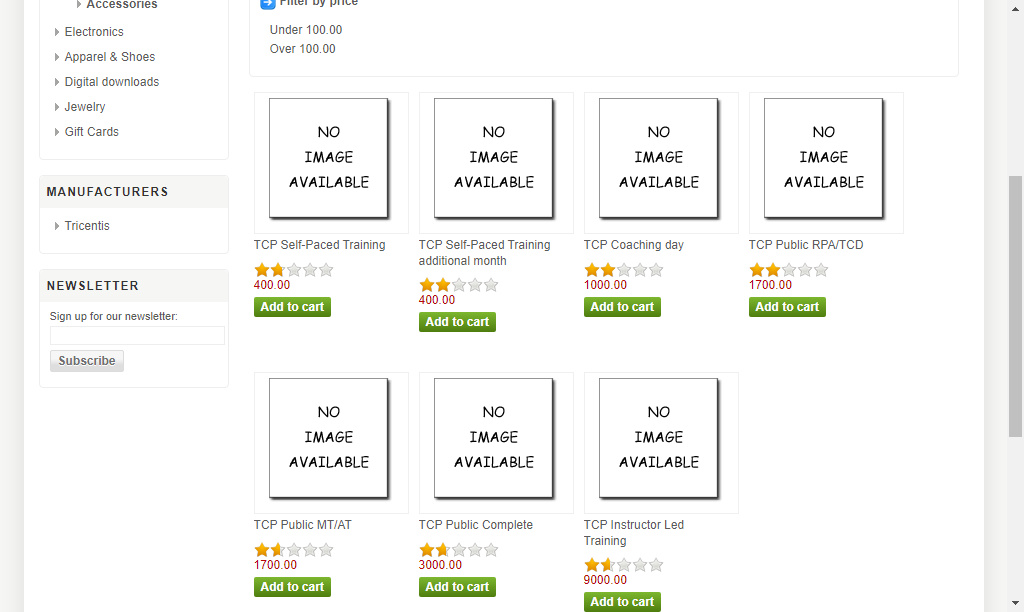 Accessories
Electronics
Apparel & Shoes
Digital downloads
Jewelry
Gift Cards
MANUFACTURERS
Tricentis
NEWSLETTER
Sign up for our newsletter:
Subscribe
Filter by price
Under 100.00
Over 100.00
NO
IMAGE
AVAILABLE
TCP Self-Paced Training
400.00
Add to cart
NO
IMAGE
AVAILABLE
TCP Self-Paced Training
additional month
400.00
Add to cart
NO
IMAGE
AVAILABLE
TCP Coaching day
1000.00
Add to cart
NO
IMAGE
AVAILABLE
TCP Public RPA/TCD
1700.00
Add to cart
NO
IMAGE
AVAILABLE
TCP Public MT/AT
1700.00
Add to cart
NO
IMAGE
AVAILABLE
TCP Public Complete
3000.00
Add to cart
NO
IMAGE
AVAILABLE
TCP Instructor Led
Training
9000.00
Add to cart